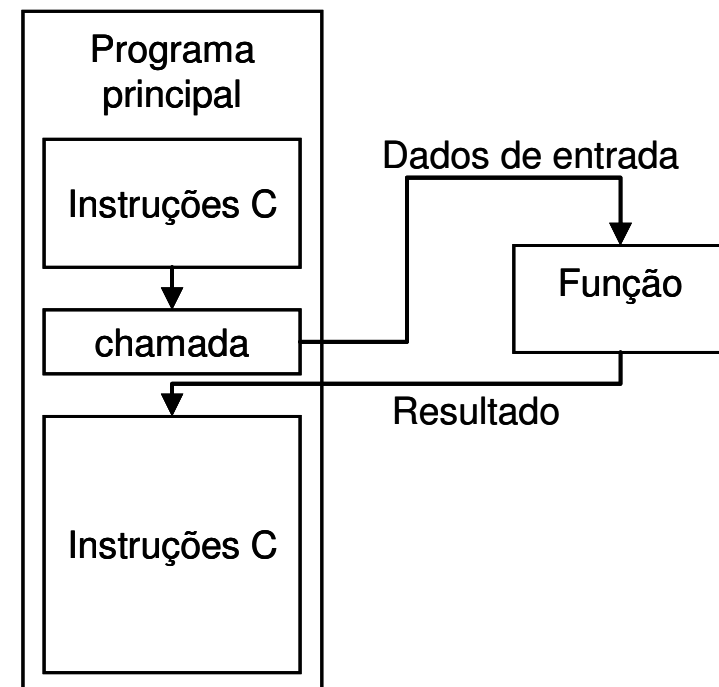 Programa
principal
Instruções C
chamada
Dados de entrada
Função
Resultado
Instruções C